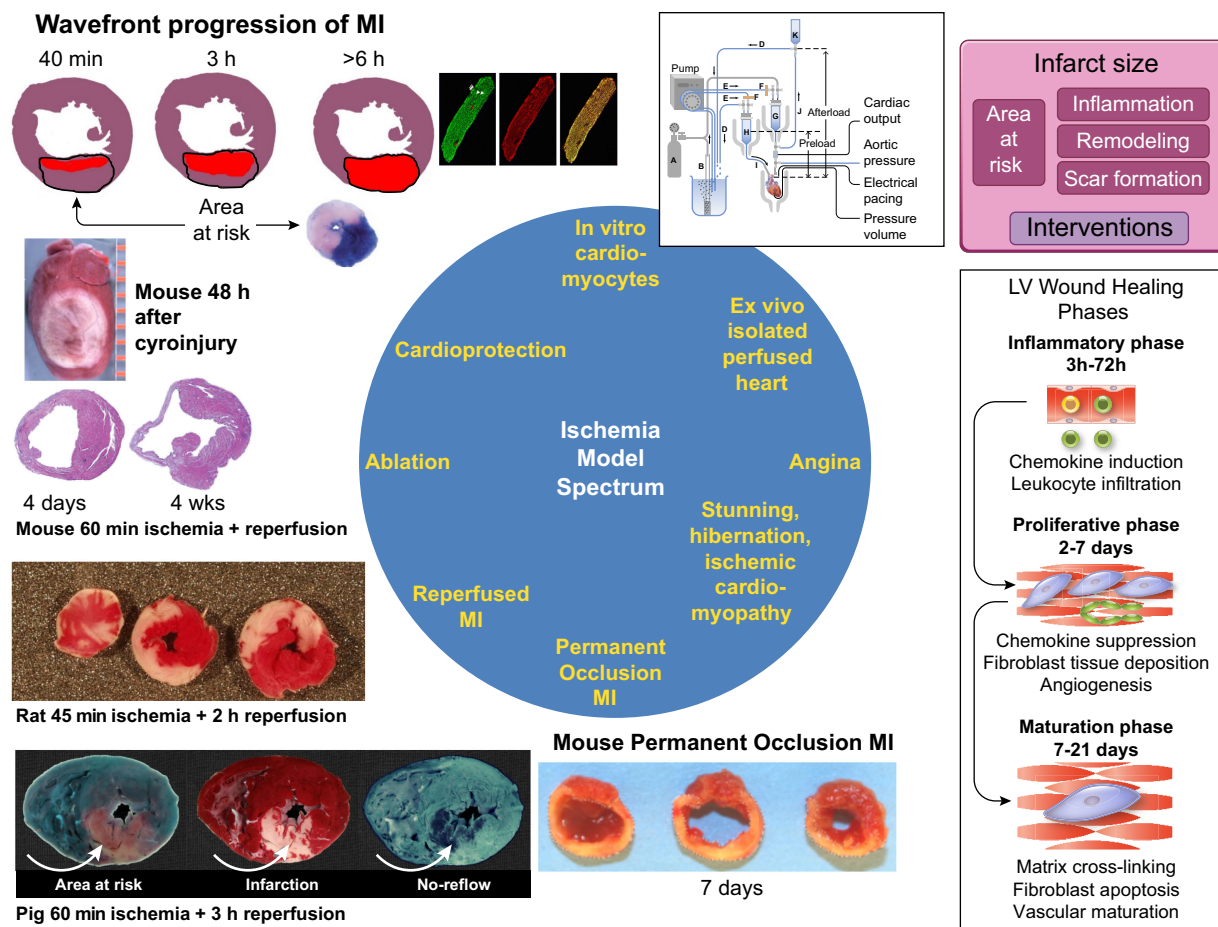 Wavefront progression of MI
40 min
3 h
>6 h
Area
at risk
Mouse 48 h
after
cyroinjury
4 days
4 wks
Mouse 60 min ischemia + reperfusion
Rat 45 min ischemia + 2 h reperfusion
Area at risk
Infarction
No-reflow
Pig 60 min ischemia + 3 h reperfusion
In vitro
cardio-
myocytes
Ex vivo
isolated
perfused
heart
Cardioprotection
Ischemia
Model
Spectrum
Ablation
Angina
Stunning,
hibernation,
ischemic
cardio-
myopathy
Reperfused
MI
Permanent
Occlusion
MI
Mouse Permanent Occlusion MI
7 days
K
D
Pump
E
F
F
E
D
G
H
J
Afterload
Preload
A
B
I
Cardiac
output
Aortic
pressure
Electrical
pacing
Pressure
volume
Infarct size
Area
at
risk
Inflammation
Remodeling
Scar formation
Interventions
LV Wound Healing
Phases
Inflammatory phase
3h-72h
Chemokine induction
Leukocyte infiltration
Proliferative phase
2-7 days
Chemokine suppression
Fibroblast tissue deposition
Angiogenesis
Maturation phase
7-21 days
Matrix cross-linking
Fibroblast apoptosis
Vascular maturation